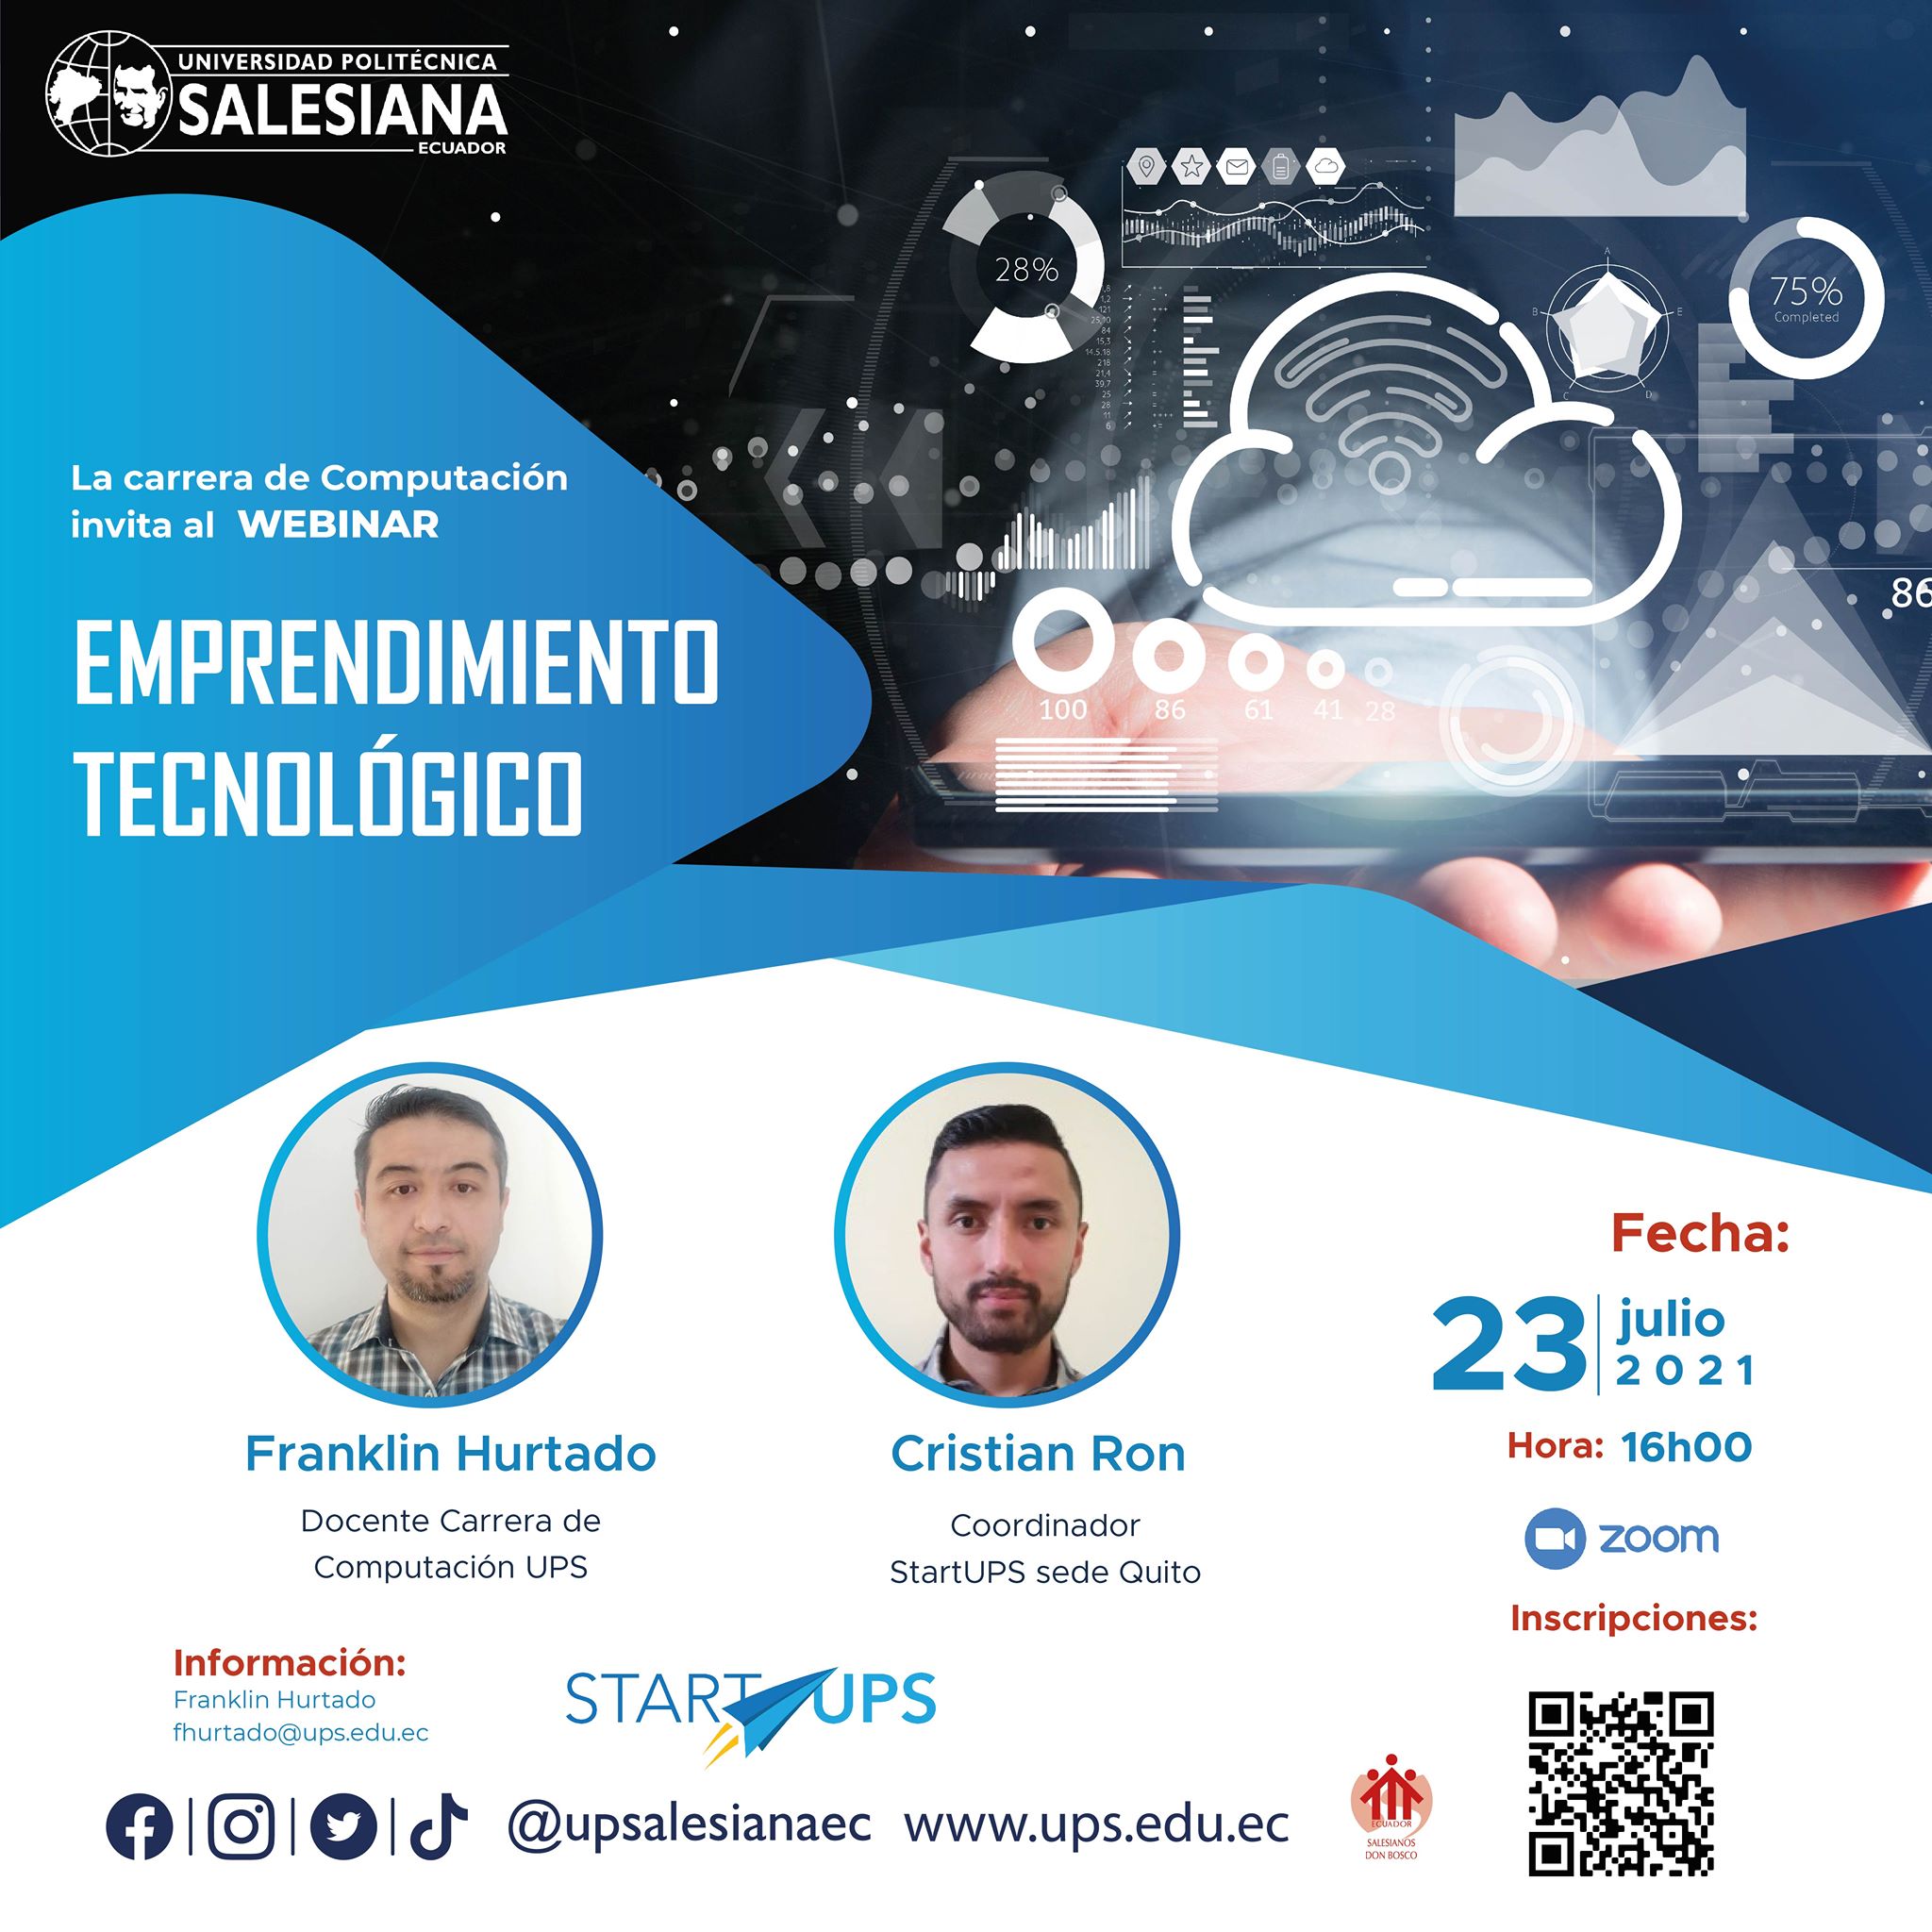 UNIVERSIDAD POLITÉCNICA
SALESIANA
ECUADOR
28%
75%
Completed
A
B
E
C
D
86
100 86 61 41 28
La carrera de Computación
invita al WEBINAR
EMPRENDIMIENTO
TECNOLÓGICO
Franklin Hurtado
Docente Carrera de
Computación UPS
Cristian Ron
Coordinador
StartUPS sede Quito
Fecha:
23 julio
2021
Hora: 16h00
zoom
Inscripciones:
Información:
Franklin Hurtado
fhurtado@ups.edu.ec
START UPS
@upsalesianaec www.ups.edu.ec
ECUADOR
SALESIANOS
DON BOSCO